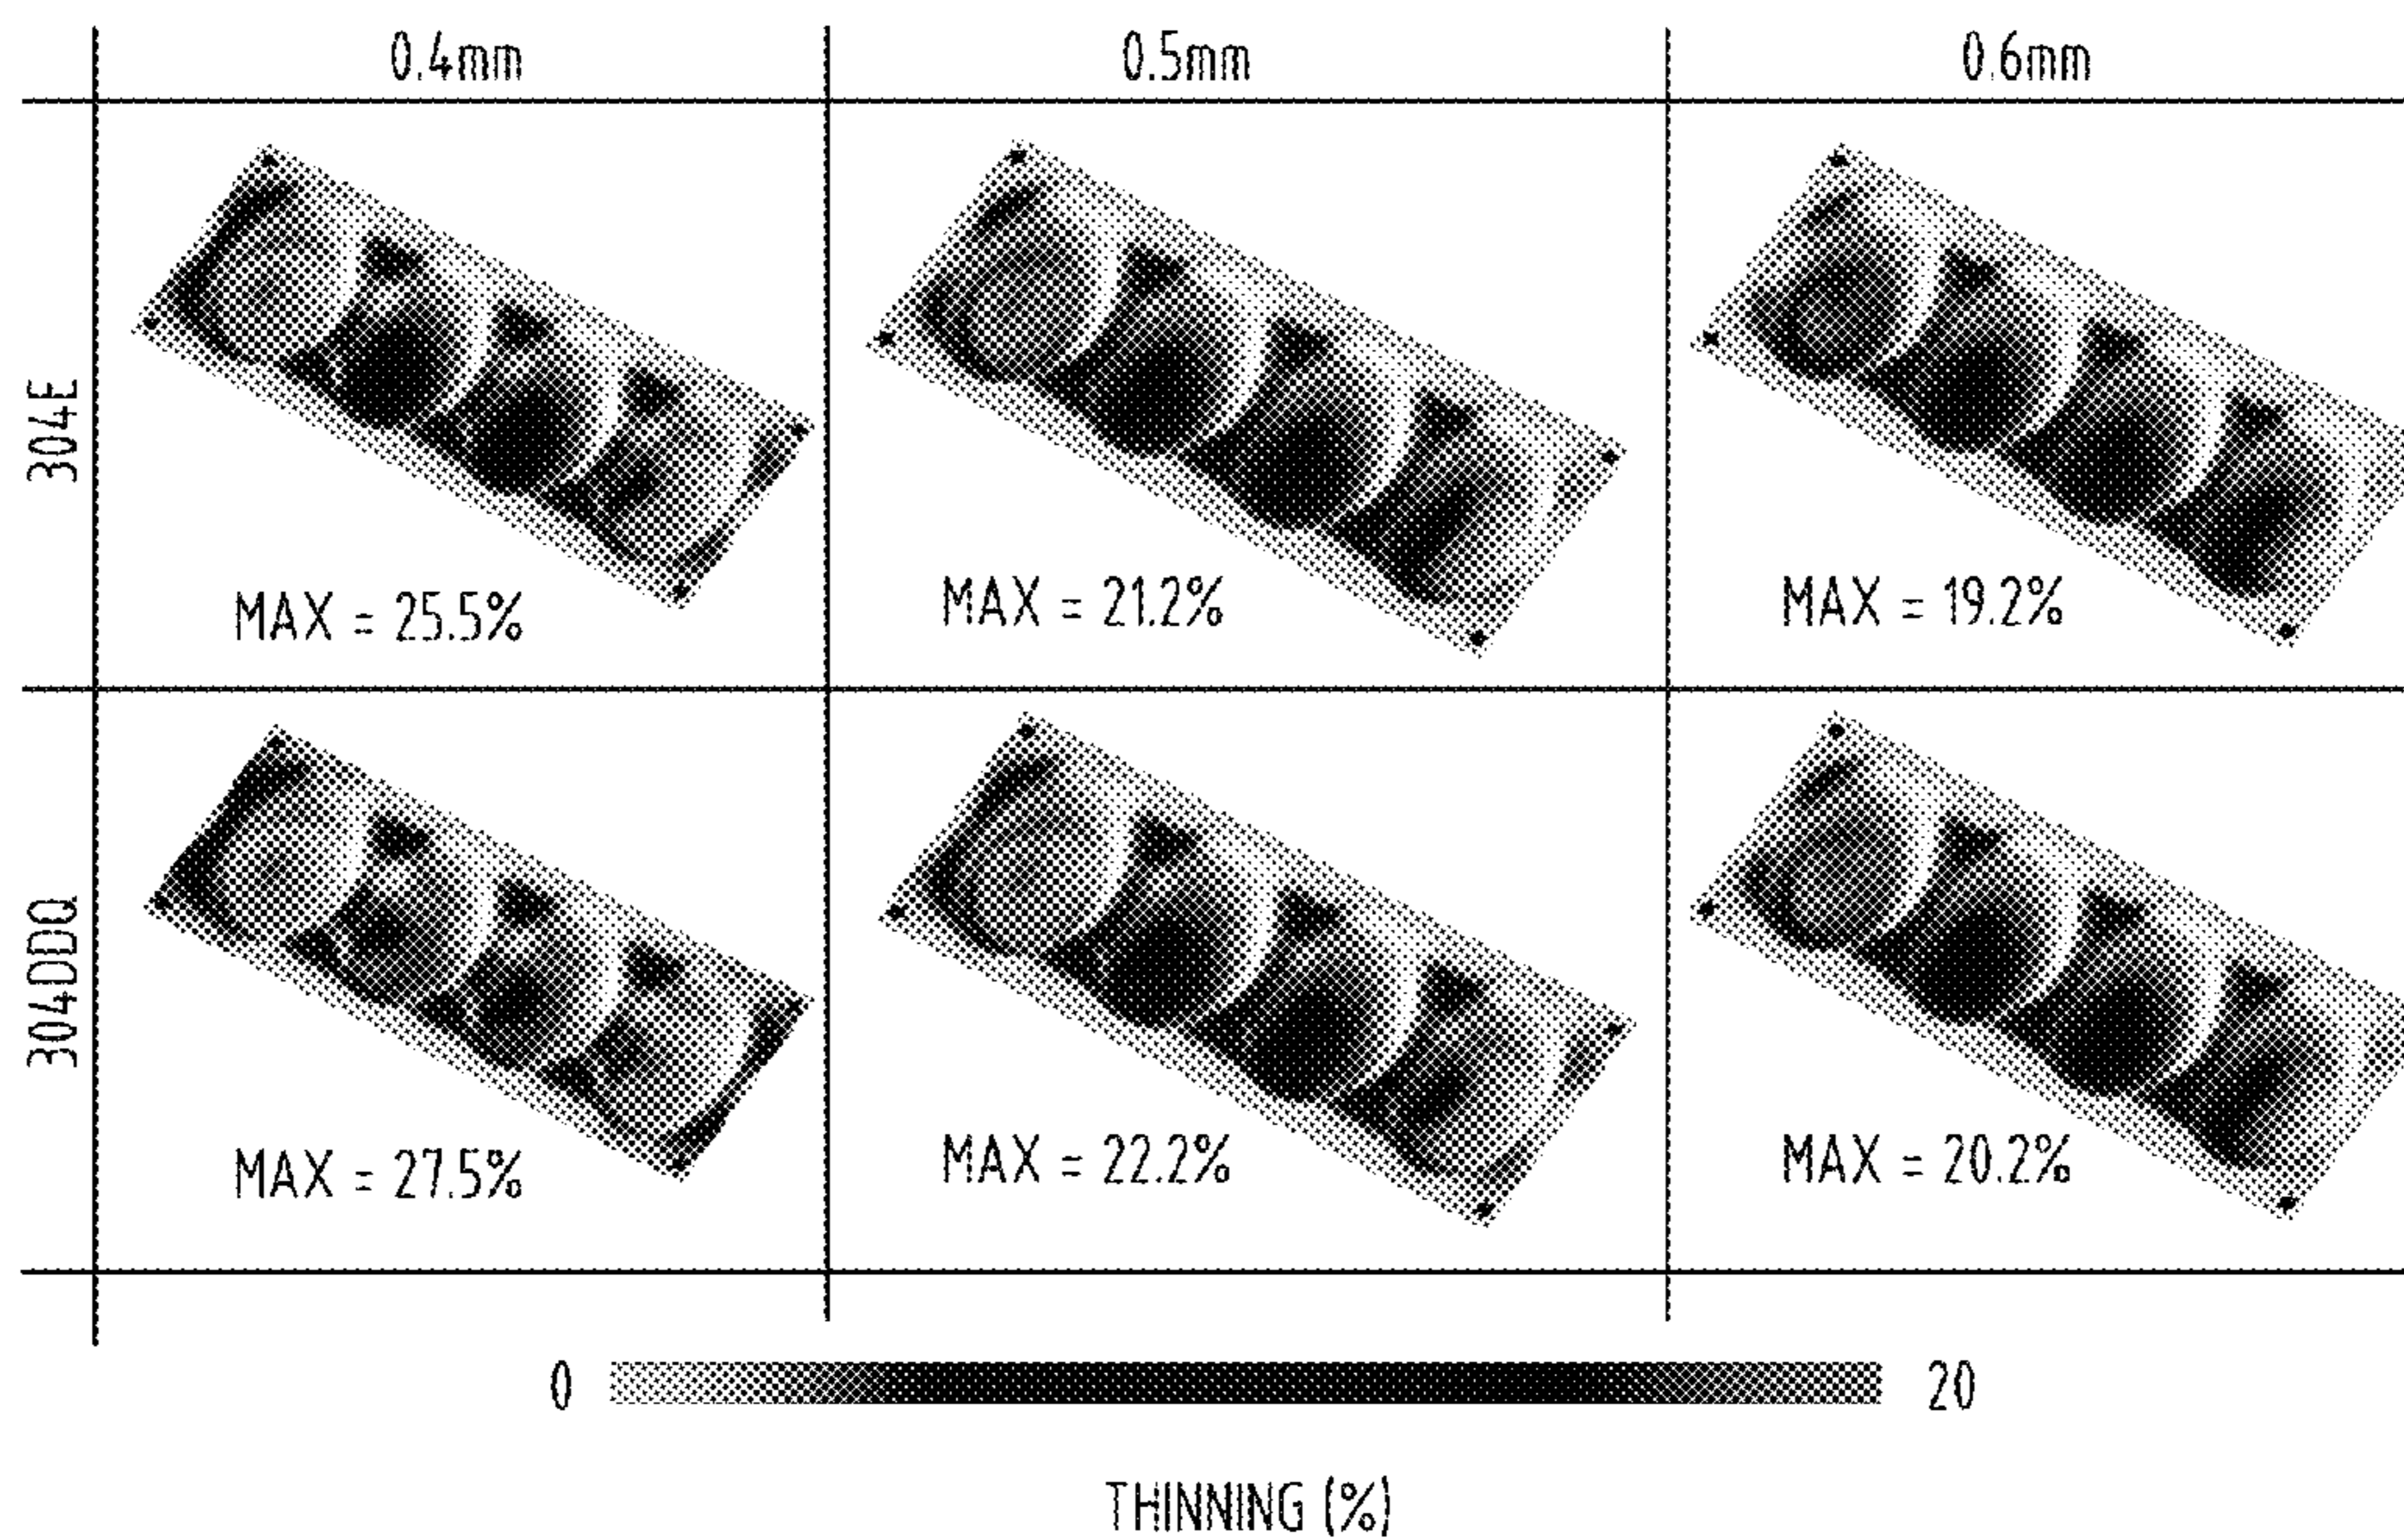 0.4mm 0.5mm 0.6mm
304E
MAX = 25.5% MAX = 21.2% MAX = 19.2%
304DDQ
MAX = 27.5% MAX = 22.2% MAX = 20.2%
0 20
THINNING (%)